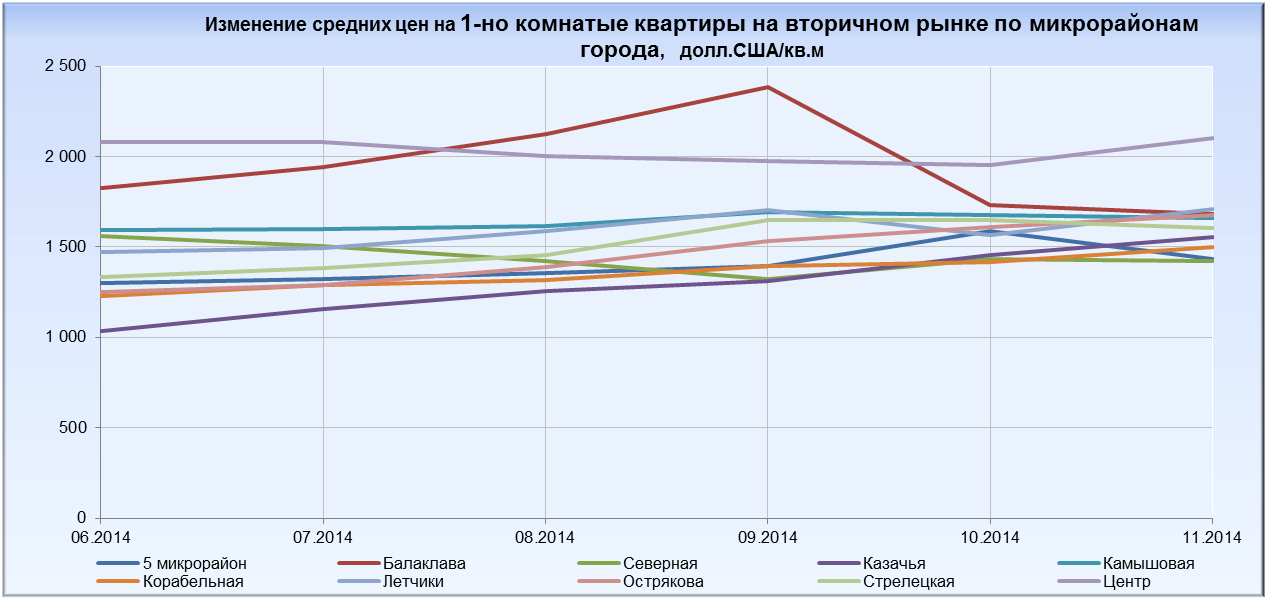 Изменение средних цен на 1-но комнатые квартиры на вторичном рынке по микрорайонам
города, долл.США/кв.м
2 500
2 000
1 500
1 000
500
0
06.2014 07.2014 08.2014 09.2014 10.2014 11.2014
5 микрорайон Балаклава Северная Казачья Камышовая
Корабельная Летчики Острякова Стрелецкая Центр